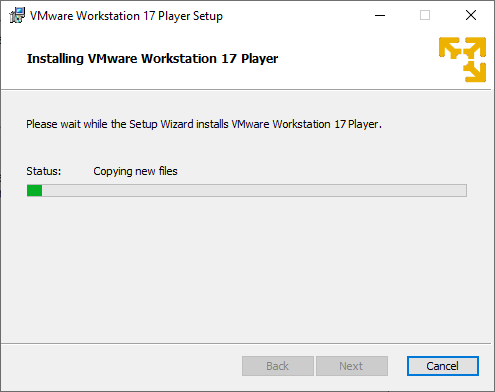 VMware Workstation 17 Player Setup
Installing VMware Workstation 17 Player
Please wait while the Setup Wizard installs VMware Workstation 17 Player.
Status: Copying new files
Back Next Cancel